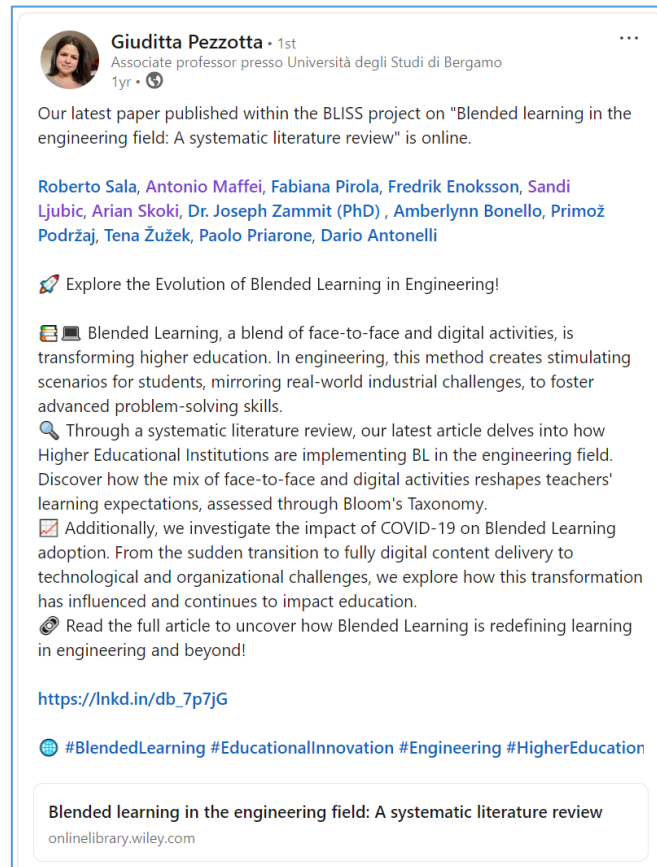 Giuditta Pezzotta • 1st
Associate professor presso Università degli Studi di Bergamo
1yr •
Our latest paper published within the BLISS project on "Blended learning in the
engineering field: A systematic literature review" is online.
Roberto Sala, Antonio Maffei, Fabiana Pirola, Fredrik Enoksson, Sandi
Ljubic, Arian Skoki, Dr. Joseph Zammit (PhD) , Amberlynn Bonello, Primož
Podržaj, Tena Žužek, Paolo Priarone, Dario Antonelli
🚀 Explore the Evolution of Blended Learning in Engineering!
📚💻 Blended Learning, a blend of face-to-face and digital activities, is
transforming higher education. In engineering, this method creates stimulating
scenarios for students, mirroring real-world industrial challenges, to foster
advanced problem-solving skills.
🔍 Through a systematic literature review, our latest article delves into how
Higher Educational Institutions are implementing BL in the engineering field.
Discover how the mix of face-to-face and digital activities reshapes teachers'
learning expectations, assessed through Bloom's Taxonomy.
📈 Additionally, we investigate the impact of COVID-19 on Blended Learning
adoption. From the sudden transition to fully digital content delivery to
technological and organizational challenges, we explore how this transformation
has influenced and continues to impact education.
🔗 Read the full article to uncover how Blended Learning is redefining learning
in engineering and beyond!
https://lnkd.in/db_7p7jG
🌐 #BlendedLearning #EducationalInnovation #Engineering #HigherEducation
Blended learning in the engineering field: A systematic literature review
onlinelibrary.wiley.com